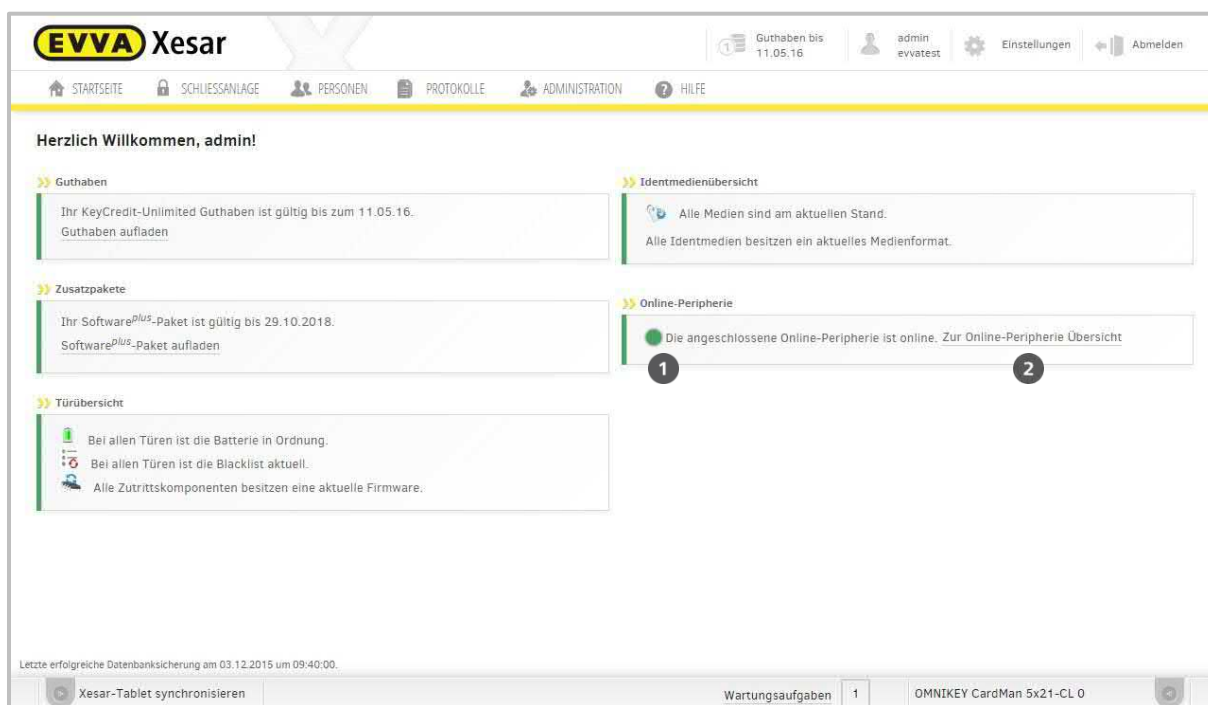 EVVA Xesar
1
Guthaben bis
11.05.16
admin
evvatest
Einstellungen
Abmelden
STARTSEITE
SCHLIESSANLAGE
PERSONEN
PROTOKOLLE
ADMINISTRATION
? HILFE
Herzlich Willkommen, admin!
Guthaben
Ihr KeyCredit-Unlimited Guthaben ist gültig bis zum 11.05.16.
Guthaben aufladen
Zusatzpakete
Ihr Softwareplus-Paket ist gültig bis 29.10.2018.
Softwareplus-Paket aufladen
Türübersicht
Bei allen Türen ist die Batterie in Ordnung.
Bei allen Türen ist die Blacklist aktuell.
Alle Zutrittskomponenten besitzen eine aktuelle Firmware.
Identmedienübersicht
Alle Medien sind am aktuellen Stand.
Alle Identmedien besitzen ein aktuelles Medienformat.
Online-Peripherie
Die angeschlossene Online-Peripherie ist online. Zur Online-Peripherie Übersicht
1 2
Letzte erfolgreiche Datenbanksicherung am 03.12.2015 um 09:40:00.
Xesar-Tablet synchronisieren
Wartungsaufgaben 1
OMNIKEY CardMan 5x21-CL 0